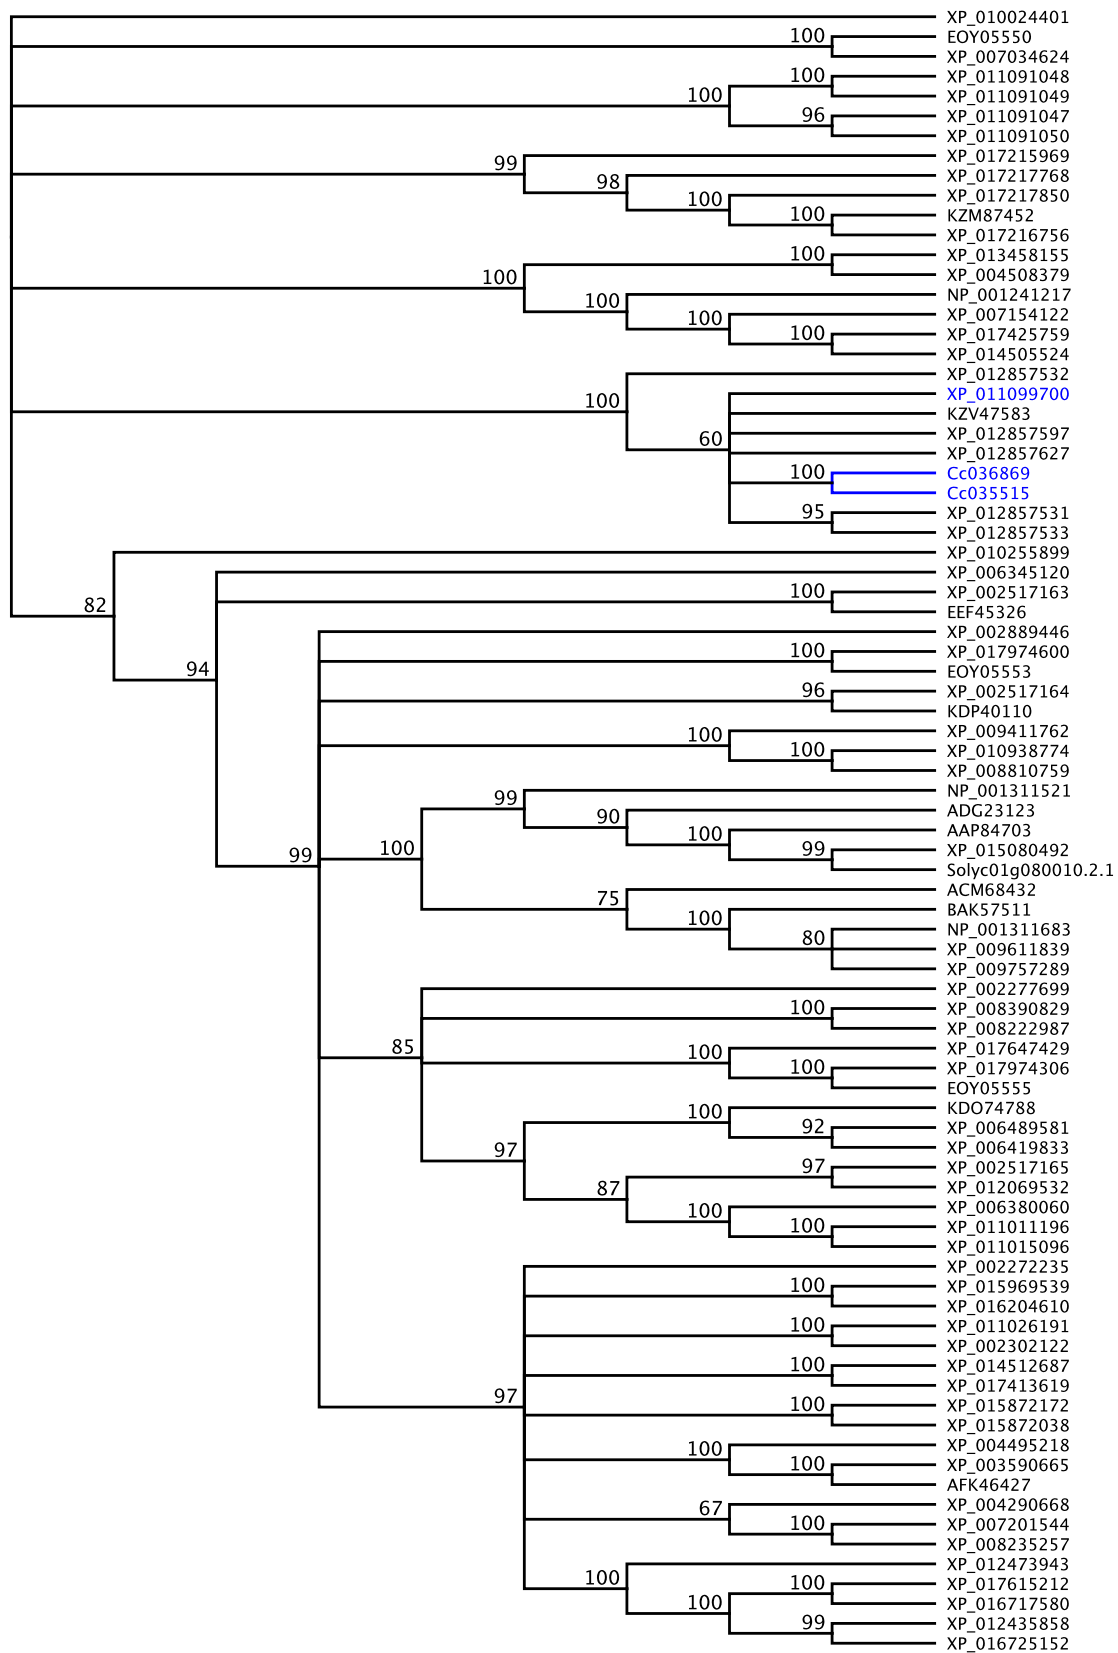 XP_010024401
100 EOY05550
XP_007034624
100 XP_011091048
100 XP_011091049
96 XP_011091047
XP_011091050
99 XP_017215969
98 XP_017217768
100 XP_017217850
100 KZM87452
XP_017216756
100 XP_013458155
100 XP_004508379
100 NP_001241217
100 XP_007154122
100 XP_017425759
XP_014505524
XP_012857532
100 XP_011099700
KZV47583
60 XP_012857597
XP_012857627
100 Cc036869
Cc035515
95 XP_012857531
XP_012857533
XP_010255899
XP_006345120
82 100 XP_002517163
EEF45326
XP_002889446
94 100 XP_017974600
EOY05553
96 XP_002517164
KDP40110
100 XP_009411762
100 XP_010938774
XP_008810759
99 NP_001311521
90 ADG23123
100 AAP84703
99 100 99 XP_015080492
Solyc01g080010.2.1
75 ACM68432
100 BAK57511
80 NP_001311683
XP_009611839
XP_009757289
XP_002277699
100 XP_008390829
XP_008222987
85 100 XP_017647429
100 XP_017974306
EOY05555
100 KDO74788
92 XP_006489581
97 XP_006419833
97 XP_002517165
87 XP_012069532
100 XP_006380060
100 XP_011011196
XP_011015096
XP_002272235
100 XP_015969539
XP_016204610
100 XP_011026191
XP_002302122
100 XP_014512687
XP_017413619
97 100 XP_015872172
XP_015872038
100 XP_004495218
100 XP_003590665
AFK46427
67 XP_004290668
100 XP_007201544
XP_008235257
100 XP_012473943
100 XP_017615212
100 XP_016717580
99 XP_012435858
XP_016725152